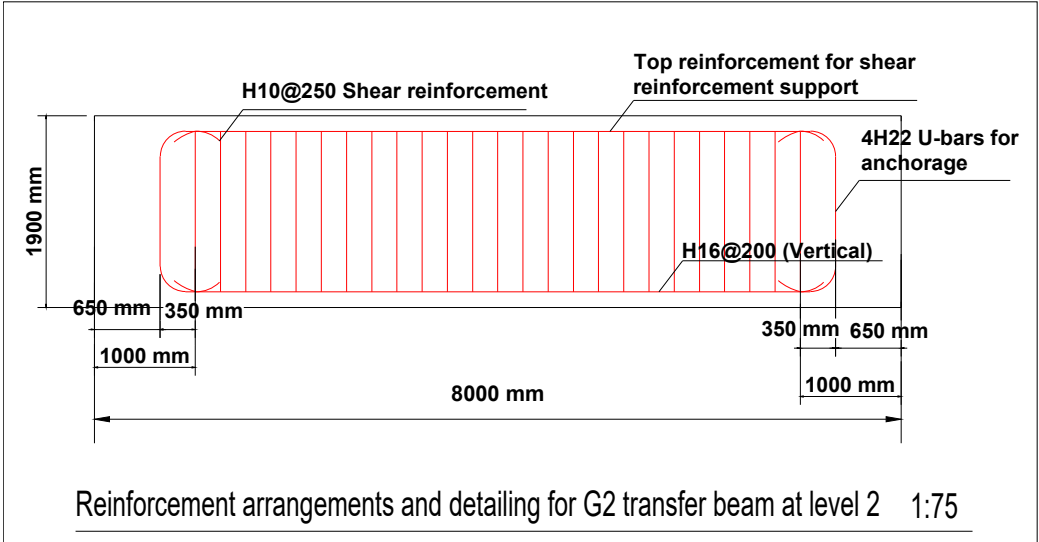 Top reinforcement for shear
reinforcement support
H10@250 Shear reinforcement
4H22 U-bars for
anchorage
1900 mm
H16@200 (Vertical)
650 mm
350 mm
350 mm
650 mm
1000 mm
1000 mm
8000 mm
Reinforcement arrangements and detailing for G2 transfer beam at level 2
1:75